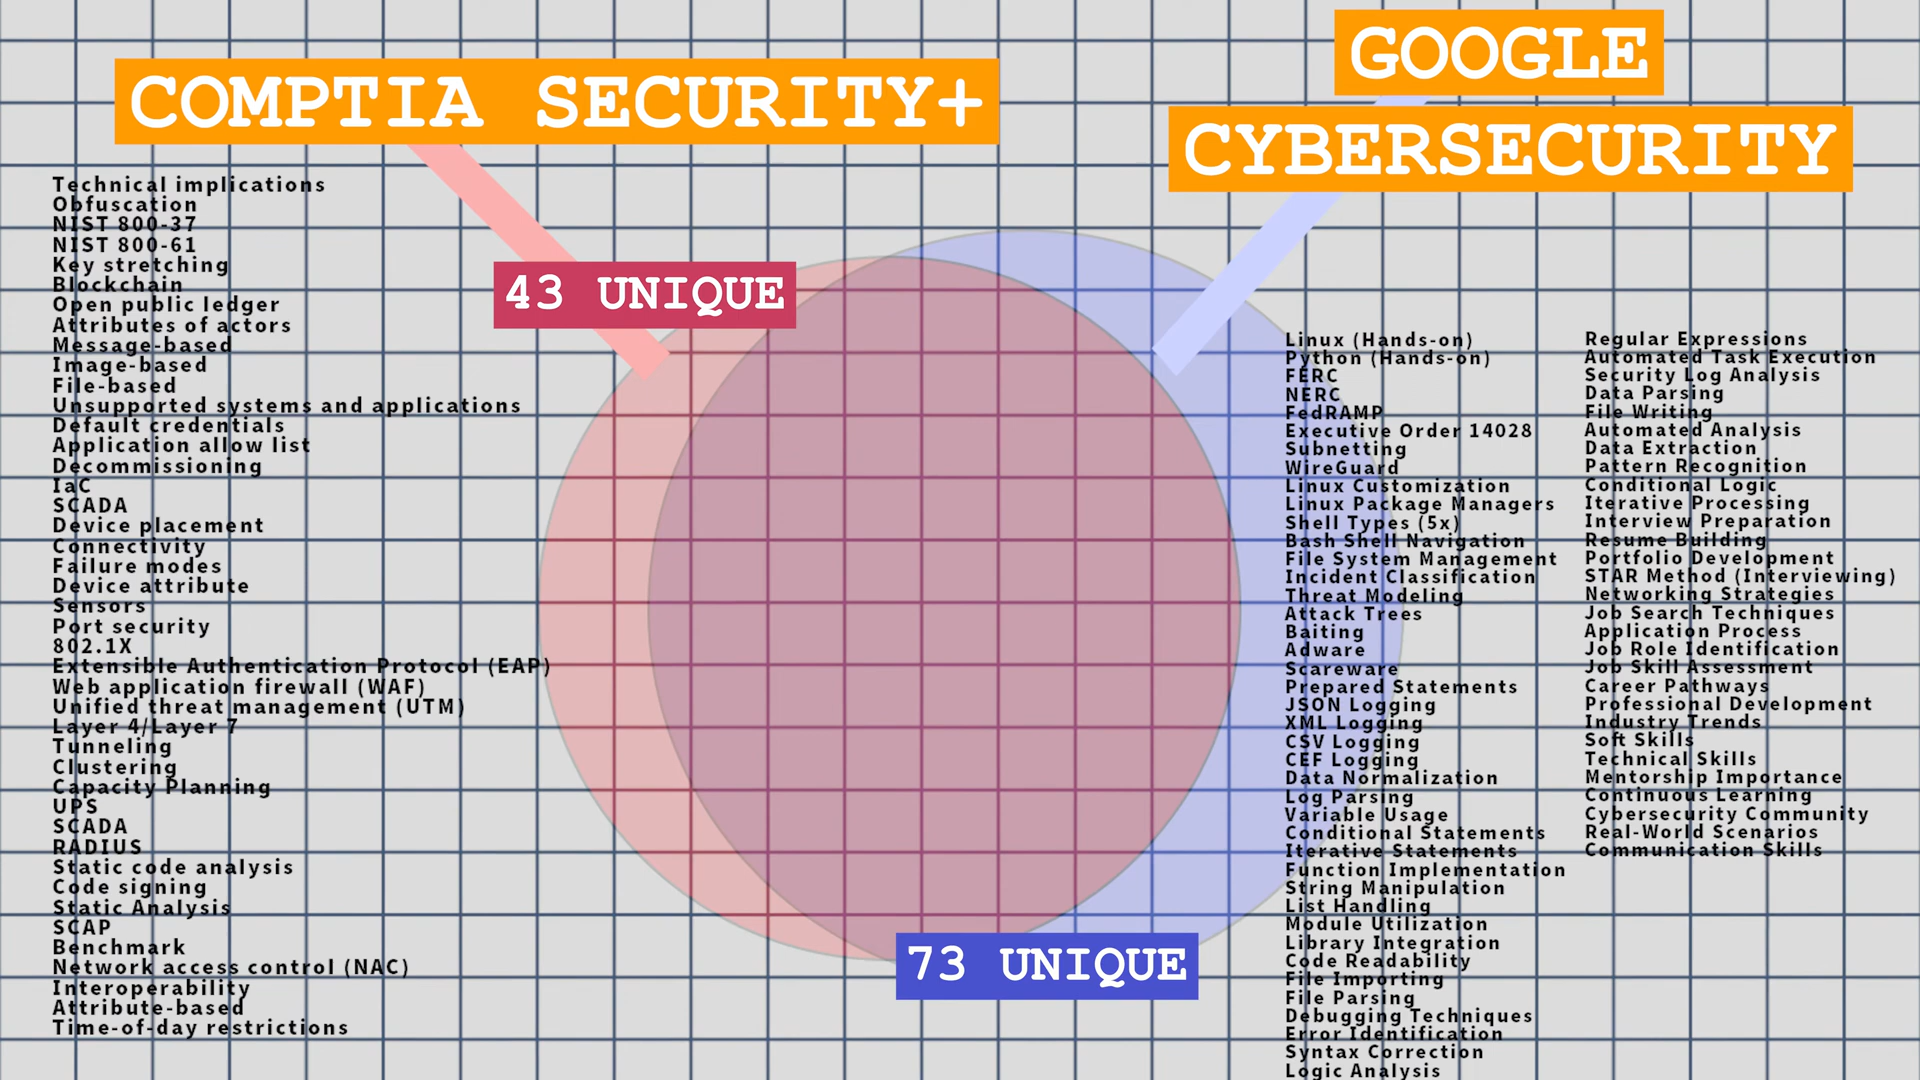 COMPTIA SECURITY+
GOOGLE
CYBERSECURITY
43 UNIQUE
73 UNIQUE
Technical implications
Obfuscation
NIST 800-37
NIST 800-61
Key stretching
Blockchain
Open public ledger
Attributes of actors
Message-based
Image-based
File-based
Unsupported systems and applications
Default credentials
Application allow list
Decommissioning
IaC
SCADA
Device placement
Connectivity
Failure modes
Device attribute
Sensors
Port security
802.1X
Extensible Authentication Protocol (EAP)
Web application firewall (WAF)
Unified threat management (UTM)
Layer 4/Layer 7
Tunneling
Clustering
Capacity Planning
UPS
SCADA
RADIUS
Static code analysis
Code signing
Static Analysis
SCAP
Benchmark
Network access control (NAC)
Interoperability
Attribute-based
Time-of-day restrictions
Linux (Hands-on)
Python (Hands-on)
FERC
NERC
FedRAMP
Executive Order 14028
Subnetting
WireGuard
Linux Customization
Linux Package Managers
Shell Types (5x)
Bash Shell Navigation
File System Management
Incident Classification
Threat Modeling
Attack Trees
Baiting
Adware
Scareware
Prepared Statements
JSON Logging
XML Logging
CSV Logging
CEF Logging
Data Normalization
Log Parsing
Variable Usage
Conditional Statements
Iterative Statements
Function Implementation
String Manipulation
List Handling
Module Utilization
Library Integration
Code Readability
File Importing
File Parsing
Debugging Techniques
Error Identification
Syntax Correction
Logic Analysis
Regular Expressions
Automated Task Execution
Security Log Analysis
Data Parsing
File Writing
Automated Analysis
Data Extraction
Pattern Recognition
Conditional Logic
Iterative Processing
Interview Preparation
Resume Building
Portfolio Development
STAR Method (Interviewing)
Networking Strategies
Job Search Techniques
Application Process
Job Role Identification
Job Skill Assessment
Career Pathways
Professional Development
Industry Trends
Soft Skills
Technical Skills
Mentorship Importance
Continuous Learning
Cybersecurity Community
Real-World Scenarios
Communication Skills